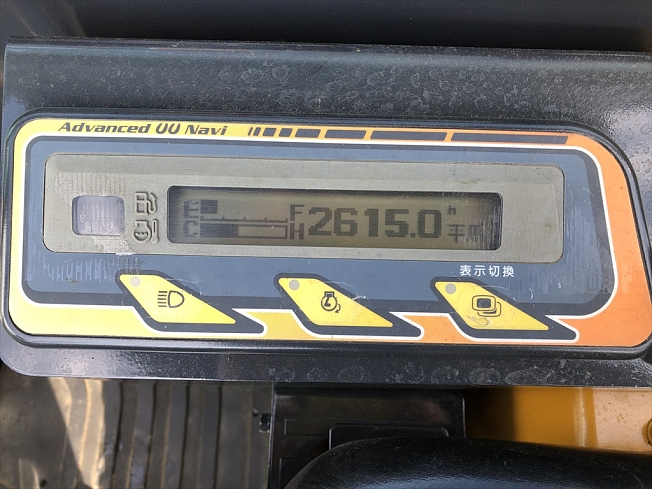 Advanced UU Navi
E F 2615.0 h
C H
表示切換